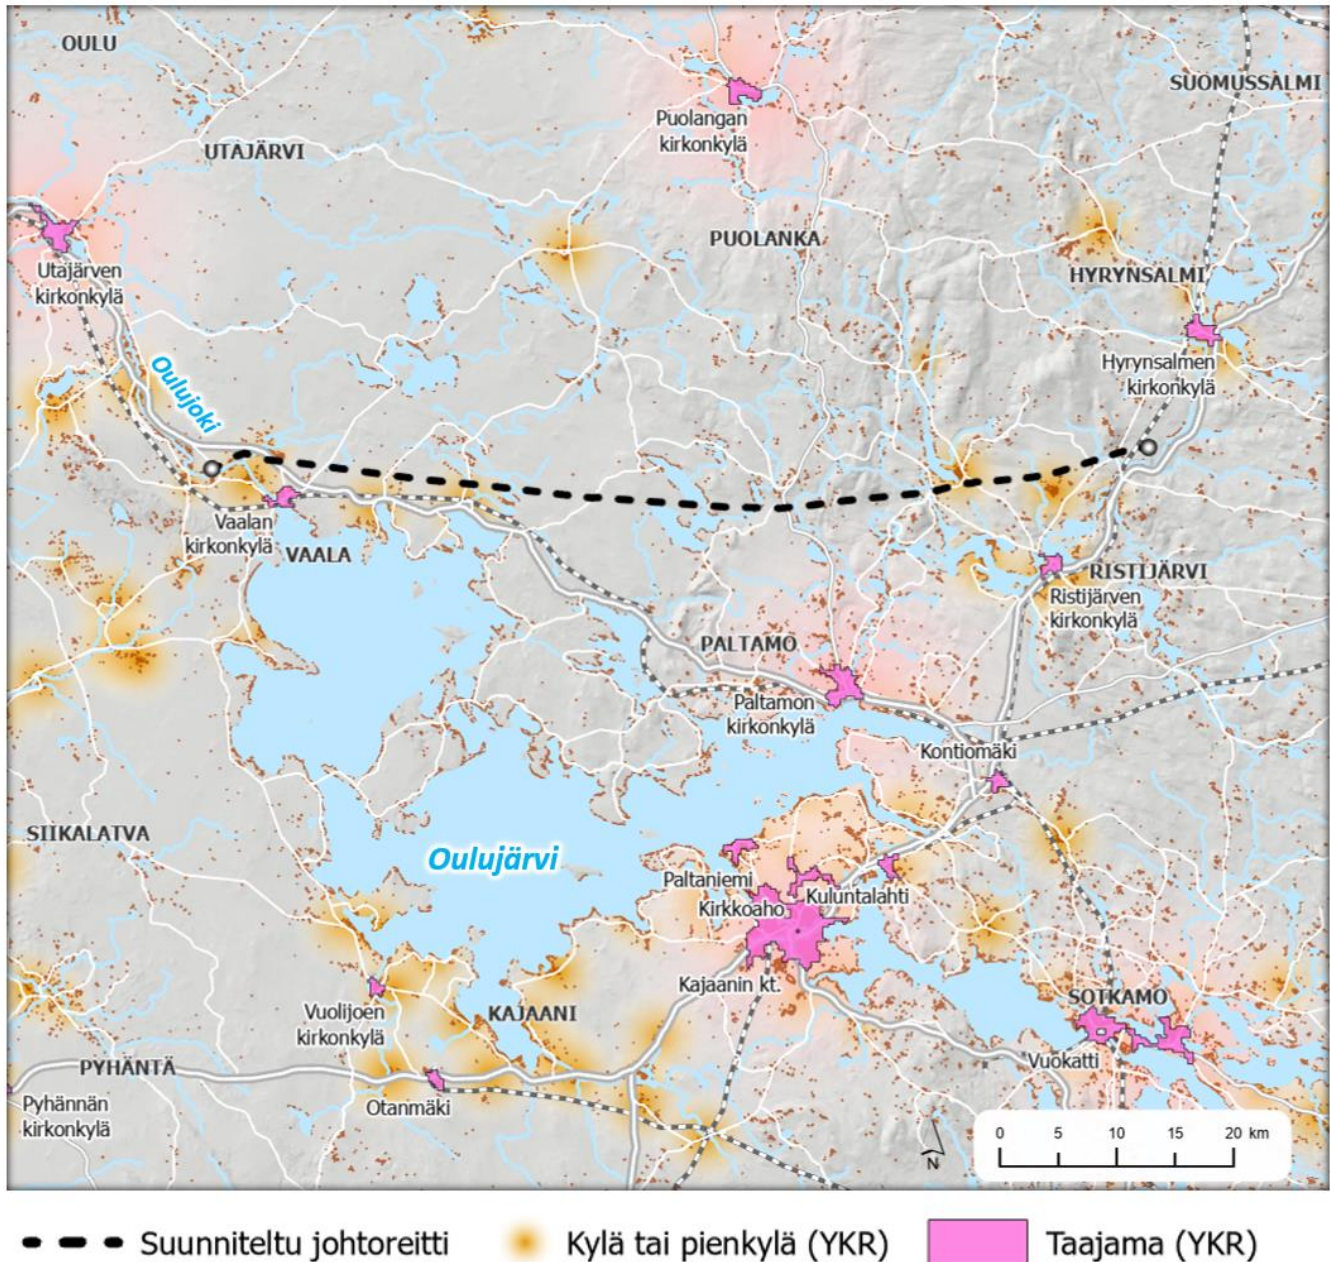 OULU
SUOMUSSALMI
Puolangan
kirkonkylä
UTAJÄRVI
PUOLANKA
Utajärven
kirkonkylä
HYRYNSALMI
Hyrynsalmen
kirkonkylä
Oulujoki
Vaalan
kirkonkylä
VAALA
RISTIJÄRVI
Ristijärven
kirkonkylä
PALTAMO
Paltamon
kirkonkylä
Kontiomäki
SIIKALATVA
Oulujärvi
Paltaniemi
Kirkkoaho
Kuluntalahti
Kajaanin kt.
SOTKAMO
Vuolijoen
kirkonkylä
KAJAANI
Vuokatti
PYHÄNTÄ
Otanmäki
Pyhännän
kirkonkylä
N
0 5 10 15 20 km
Suunniteltu johtoreitti
Kylä tai pienkylä (YKR)
Taajama (YKR)